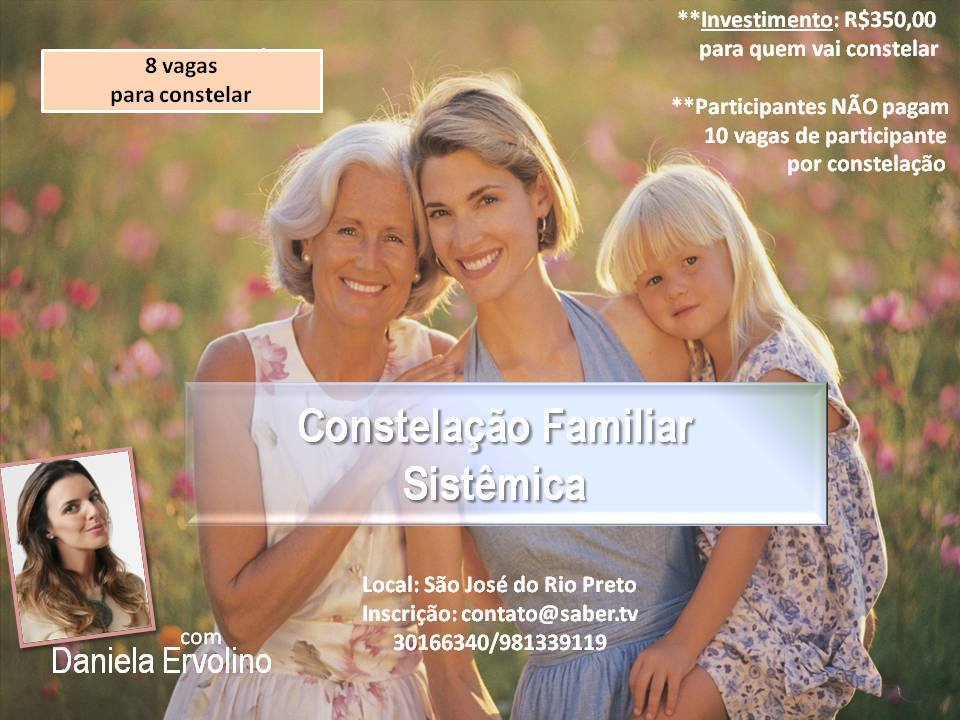 8 vagas
para constelar
**Investimento: R$350,00
para quem vai constelar
**Participantes NÃO pagam
10 vagas de participante
por constelação
Constelação Familiar
Sistêmica
com
Daniela Ervolino
Local: São José do Rio Preto
Inscrição: contato@saber.tv
30166340/981339119